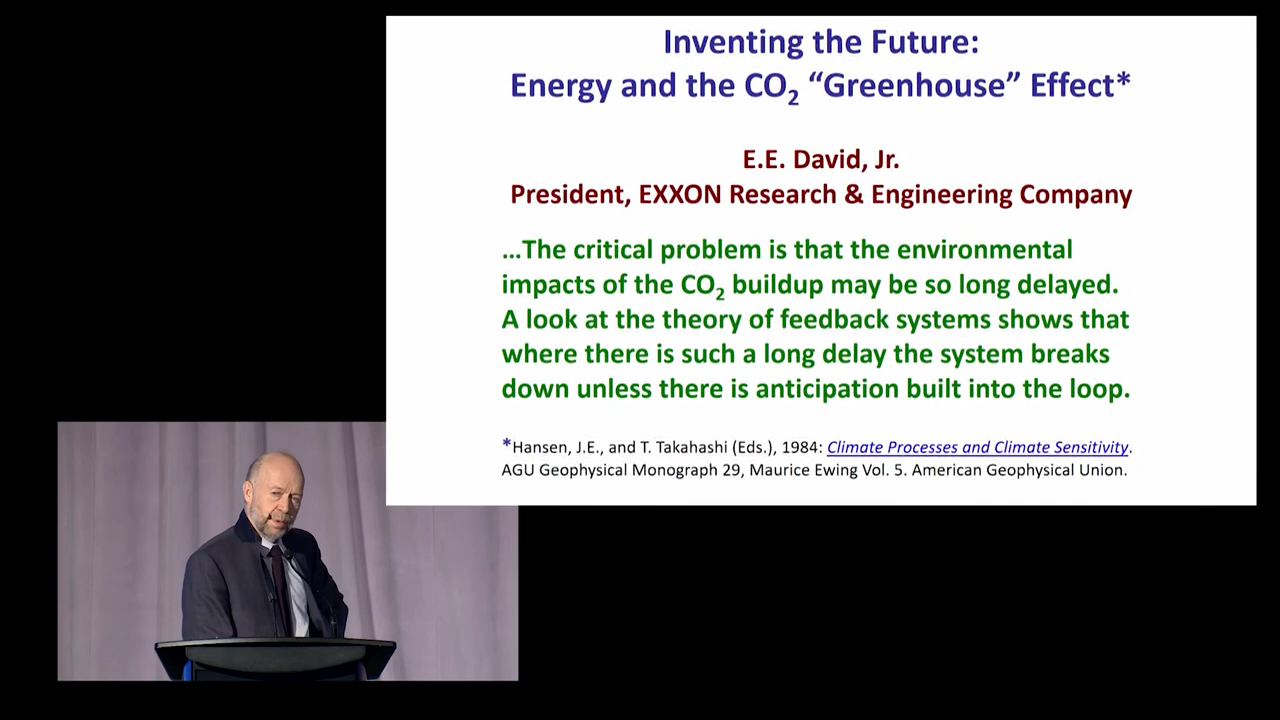 Inventing the Future:
Energy and the CO₂ “Greenhouse” Effect*
E.E. David, Jr.
President, EXXON Research & Engineering Company
...The critical problem is that the environmental
impacts of the CO₂ buildup may be so long delayed.
A look at the theory of feedback systems shows that
where there is such a long delay the system breaks
down unless there is anticipation built into the loop.
*Hansen, J.E., and T. Takahashi (Eds.), 1984: Climate Processes and Climate Sensitivity.
AGU Geophysical Monograph 29, Maurice Ewing Vol. 5. American Geophysical Union.